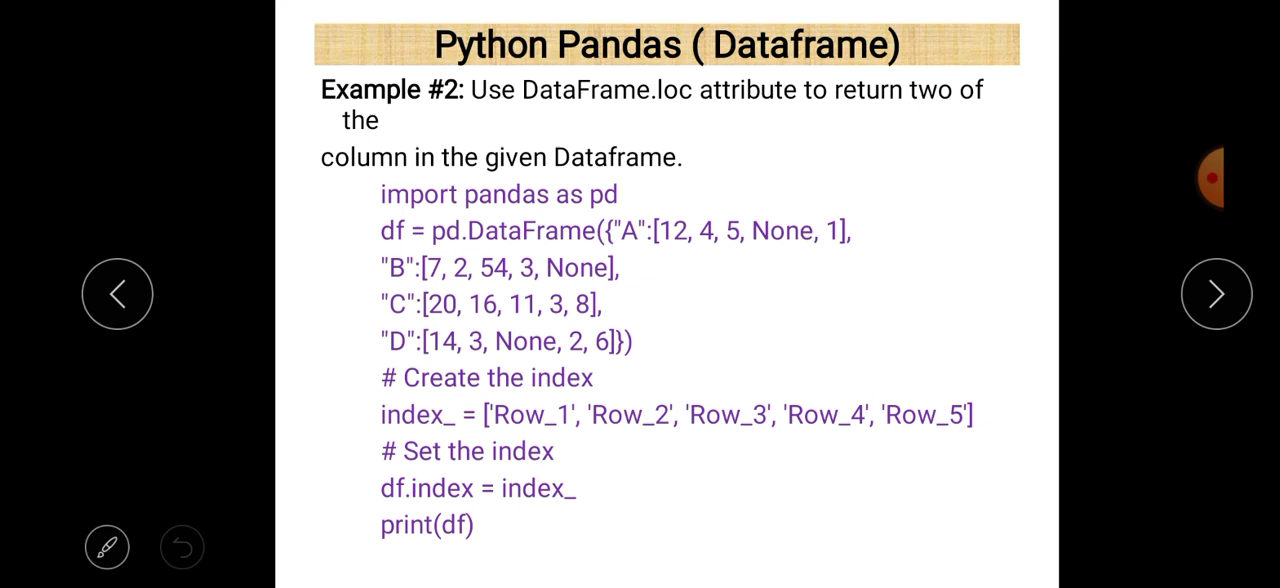 Python Pandas ( Dataframe)
Example #2: Use DataFrame.loc attribute to return two of
the
column in the given Dataframe.
import pandas as pd
df = pd.DataFrame({"A":[12, 4, 5, None, 1],
"B":[7, 2, 54, 3, None],
"C":[20, 16, 11, 3, 8],
"D":[14, 3, None, 2, 6]})
# Create the index
index_ = ['Row_1', 'Row_2', 'Row_3', 'Row_4', 'Row_5']
# Set the index
df.index = index_
print(df)